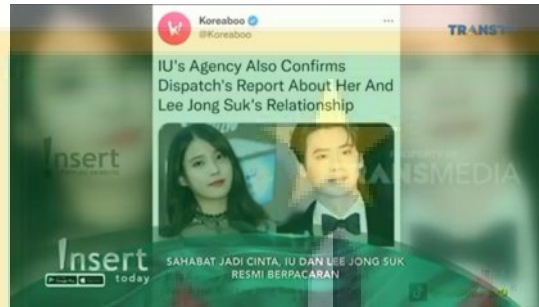 Koreaboo
@Koreaboo
TRANSTV
IU's Agency Also Confirms
Dispatch's Report About Her And
Lee Jong Suk's Relationship
Insert
TRANSMEDIA
Insert
today
SAHABAT JADI CINTA, IU DAN LEE JONG SUK
RESMI BERPACARAN